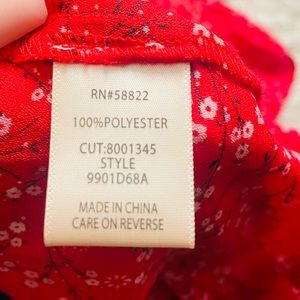 RN#58822
100%POLYESTER
CUT:8001345
STYLE
9901D68A
MADE IN CHINA
CARE ON REVERSE